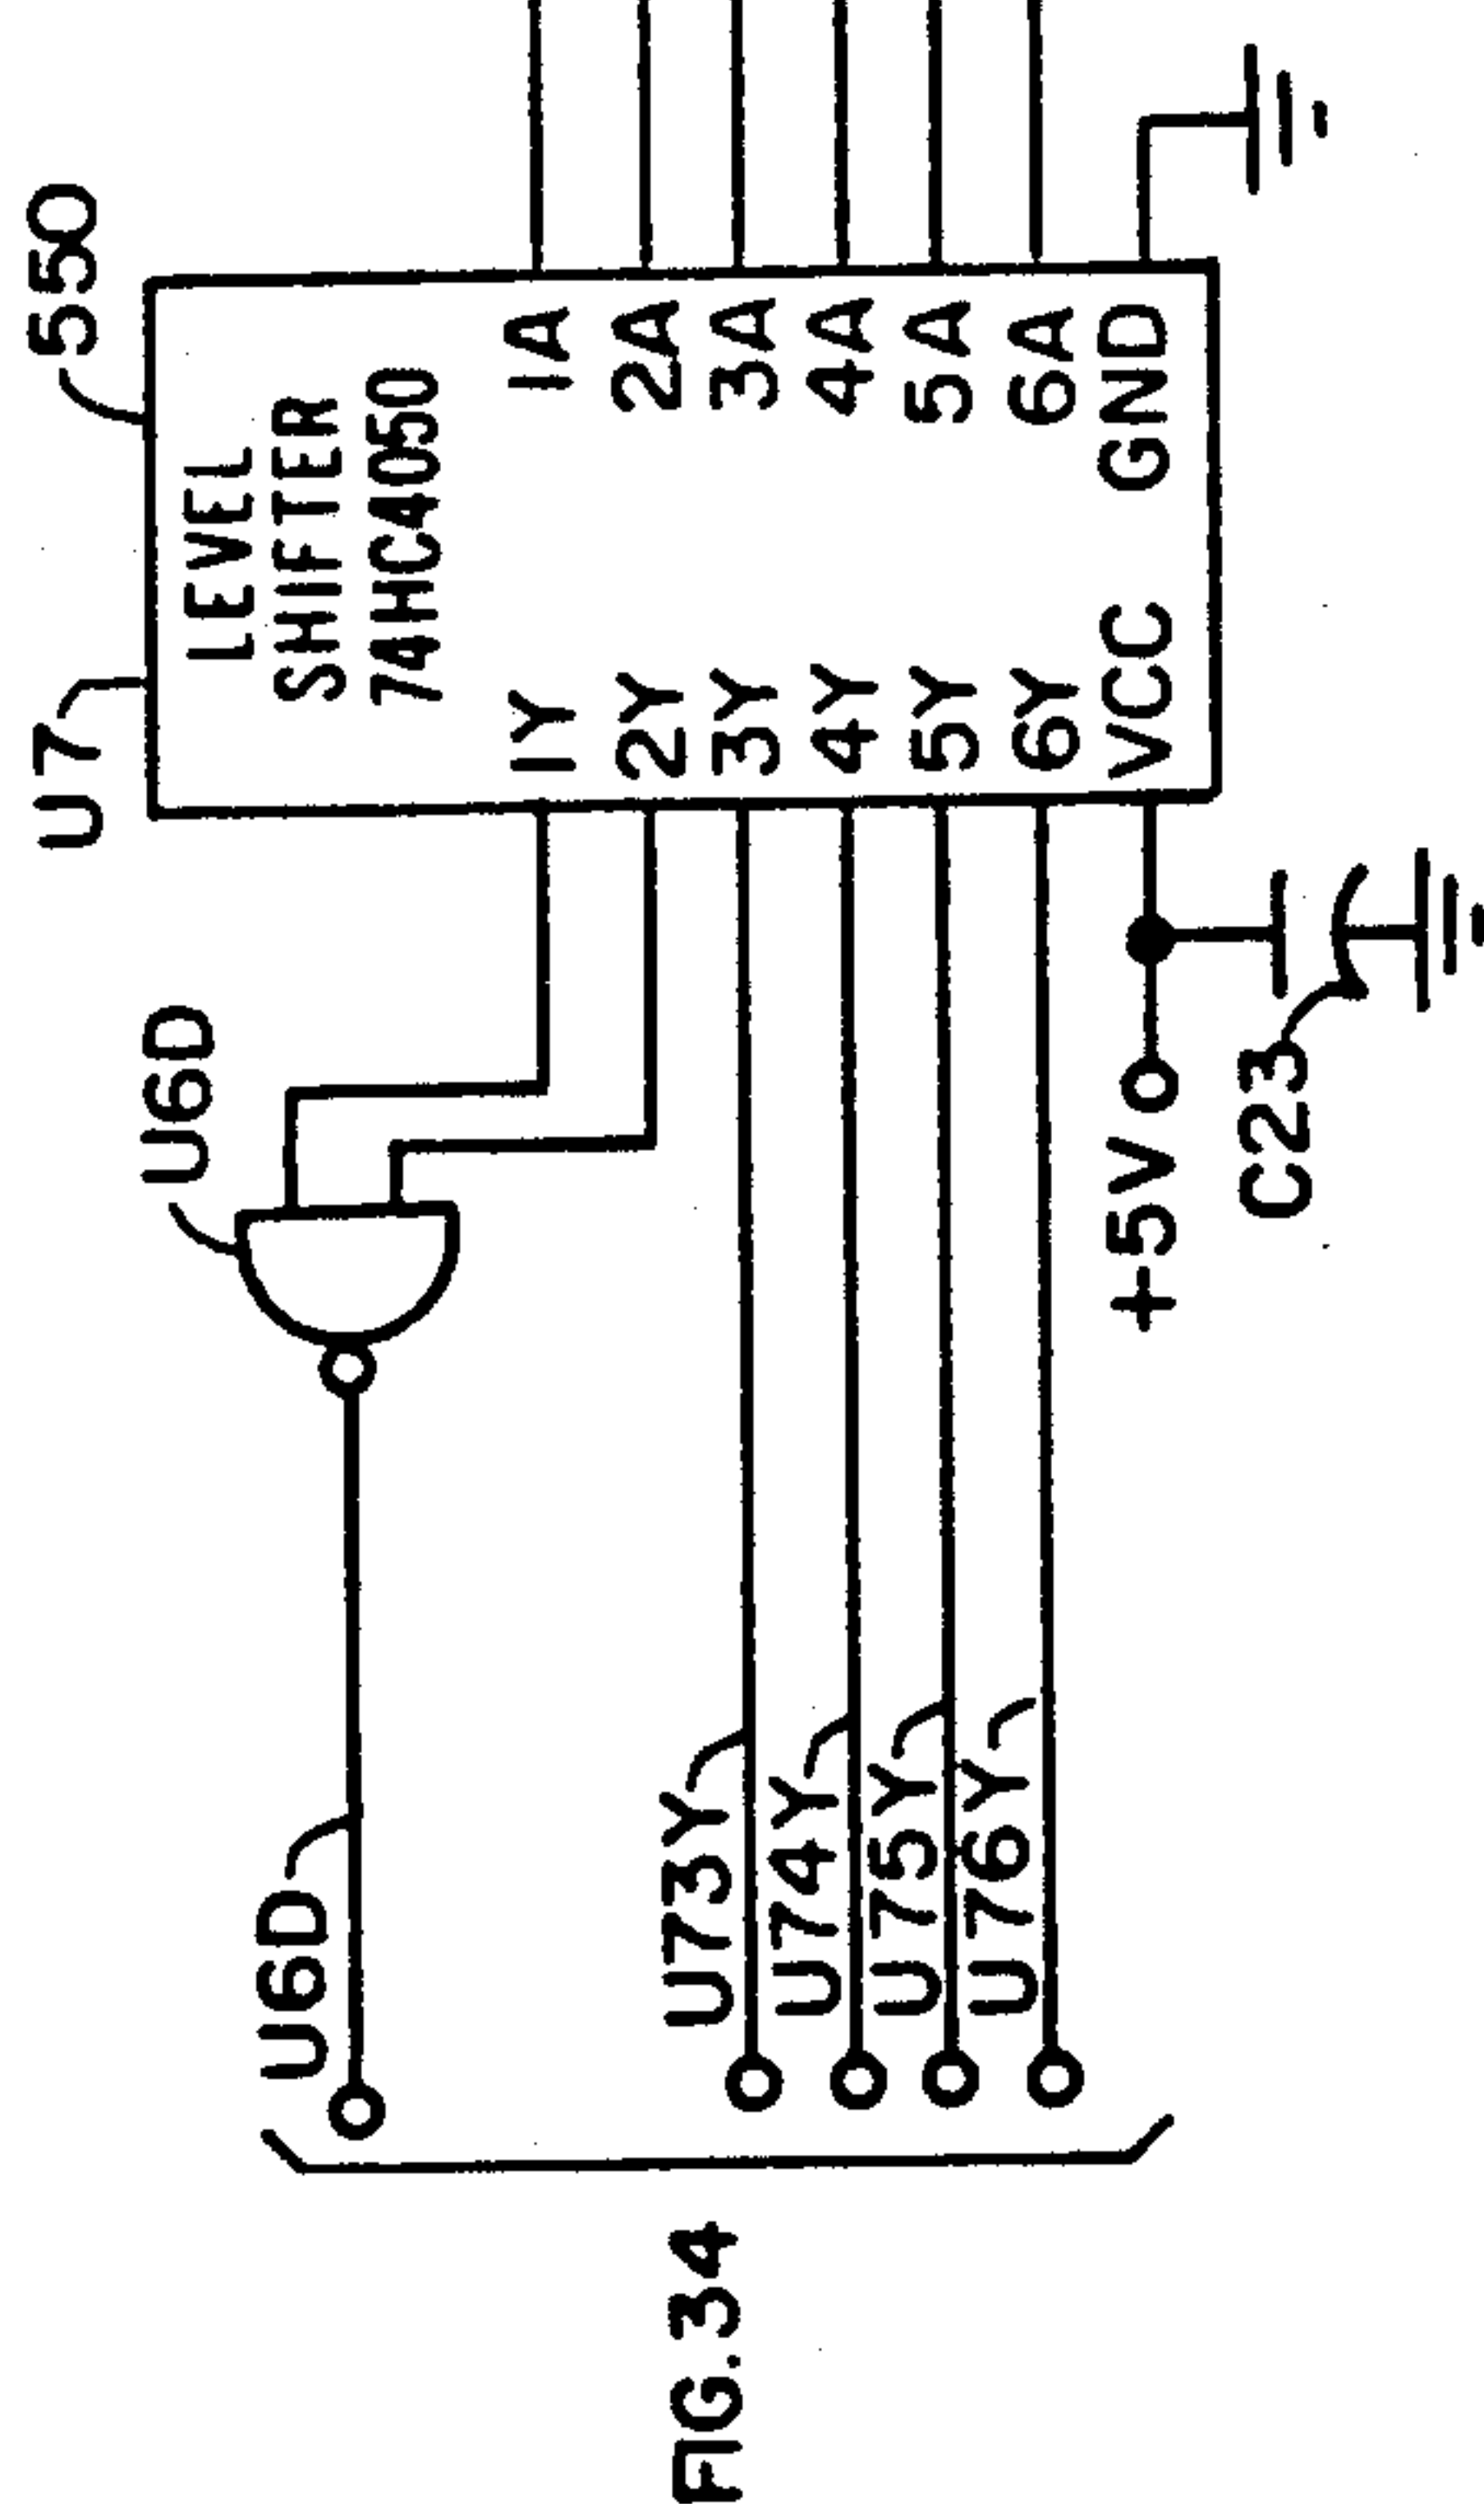 U7
550
U6D
LEVEL
SHIFTER
74HC4050
U6D
1Y 1A
2Y 2A
U73Y
3Y 3A
U74Y
4Y 4A
U75Y
5Y 5A
U76Y
6Y 6A
+5V
VCC GND
C23
FIG.34